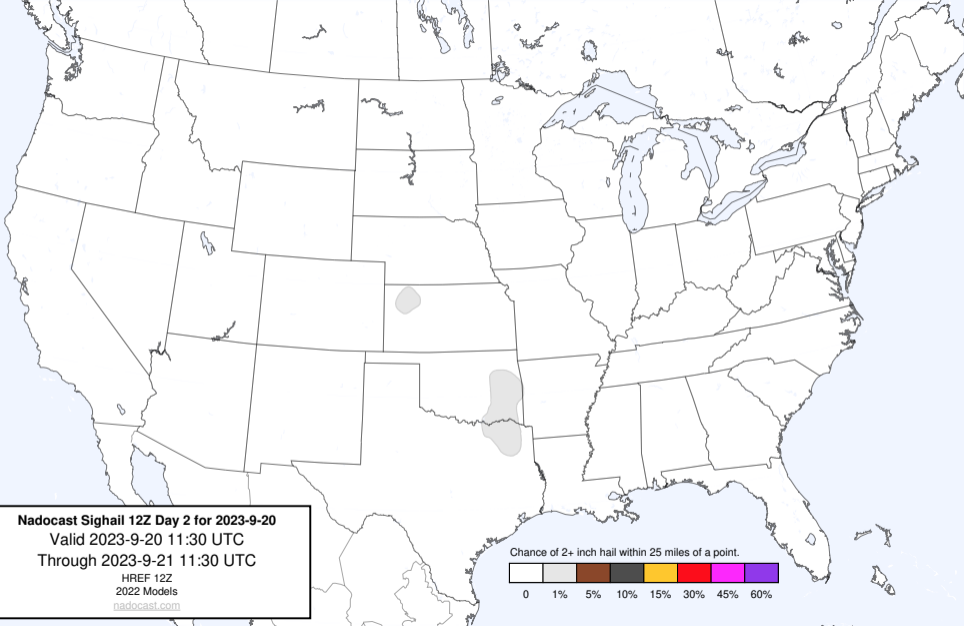 Nadocast Sighail 12Z Day 2 for 2023-9-20
Valid 2023-9-20 11:30 UTC
Through 2023-9-21 11:30 UTC
HREF 12Z
2022 Models
nadocast.com
Chance of 2+ inch hail within 25 miles of a point.
0 1% 5% 10% 15% 30% 45% 60%